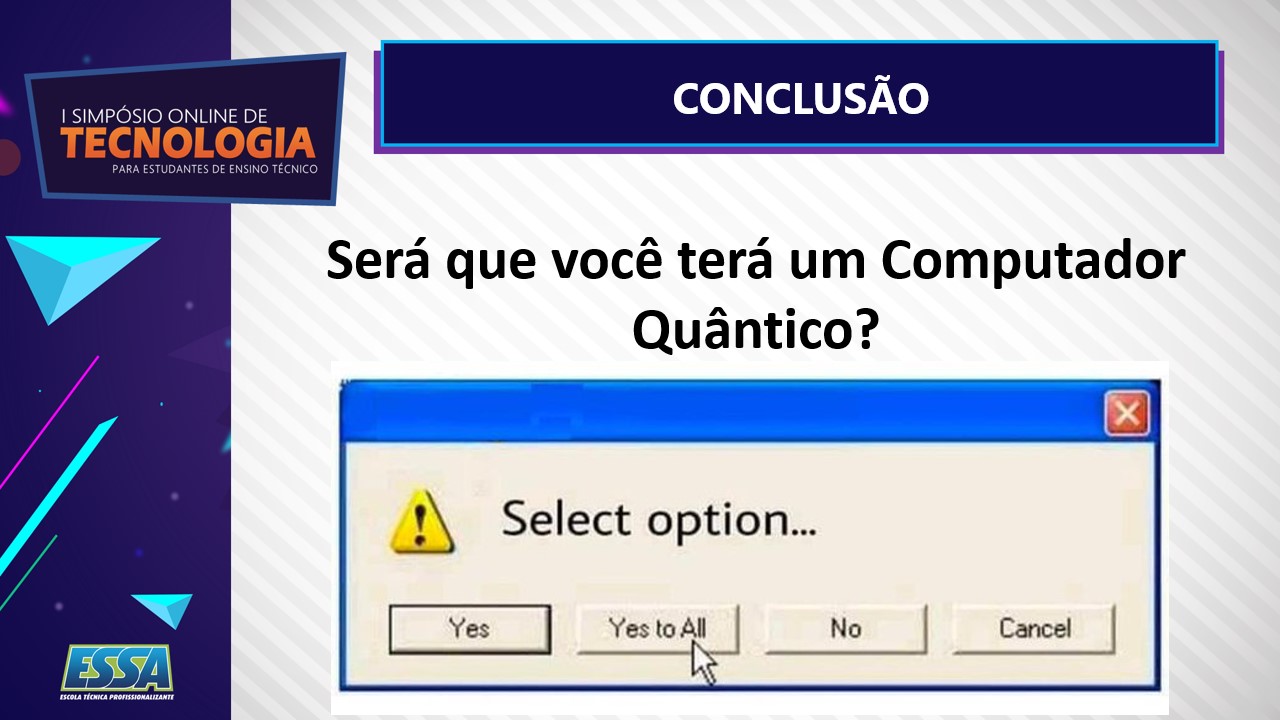 I SIMPÓSIO ONLINE DE
TECNOLOGIA
PARA ESTUDANTES DE ENSINO TÉCNICO
CONCLUSÃO
Será que você terá um Computador
Quântico?
Select option...
Yes
Yes to All
No
Cancel
ESSA
ESCOLA TÉCNICA PROFISSIONALIZANTE